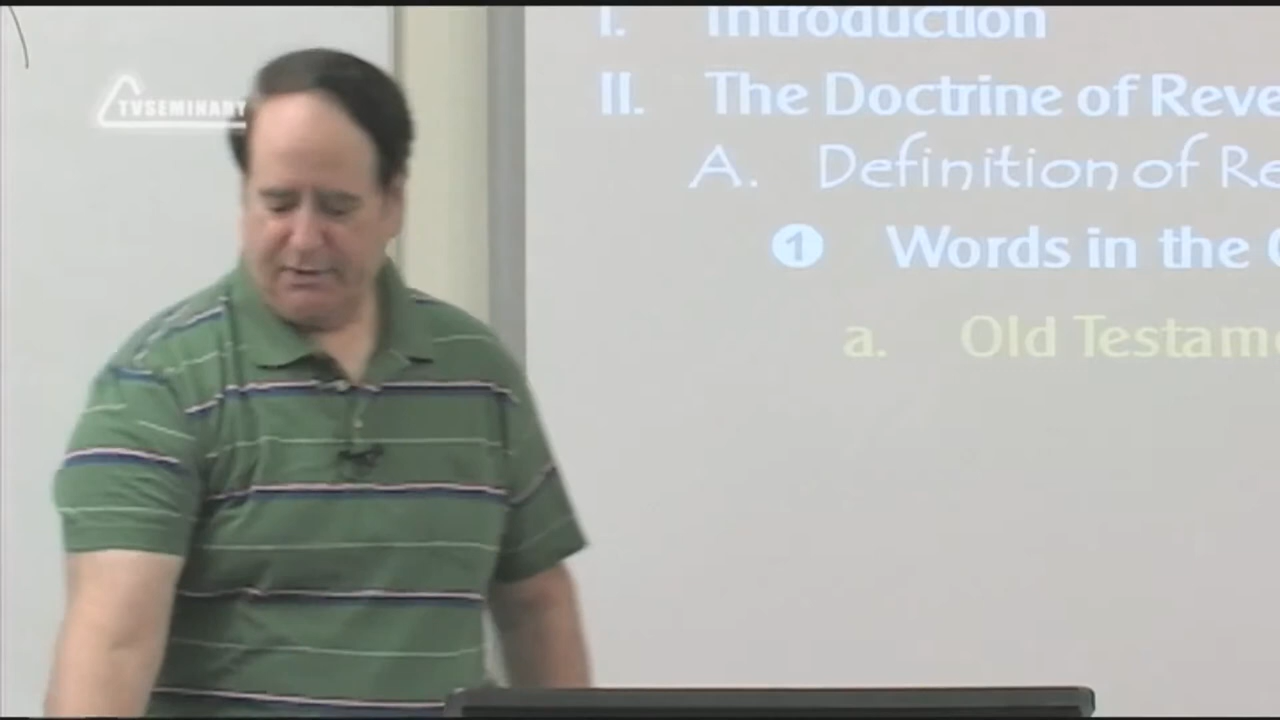 TVSEMINARY
I. Introduction
II. The Doctrine of Reve
A. Definition of Re
1 Words in the
a. Old Testame